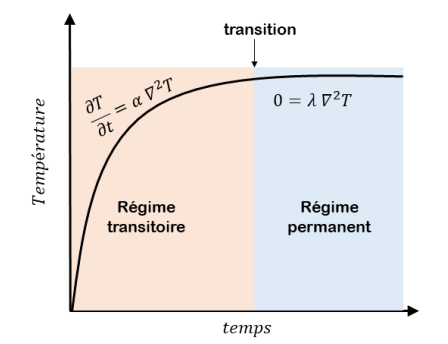 transition
∂T/∂t = α ∇²T
0 = λ ∇²T
Température
Régime
transitoire
Régime
permanent
temps